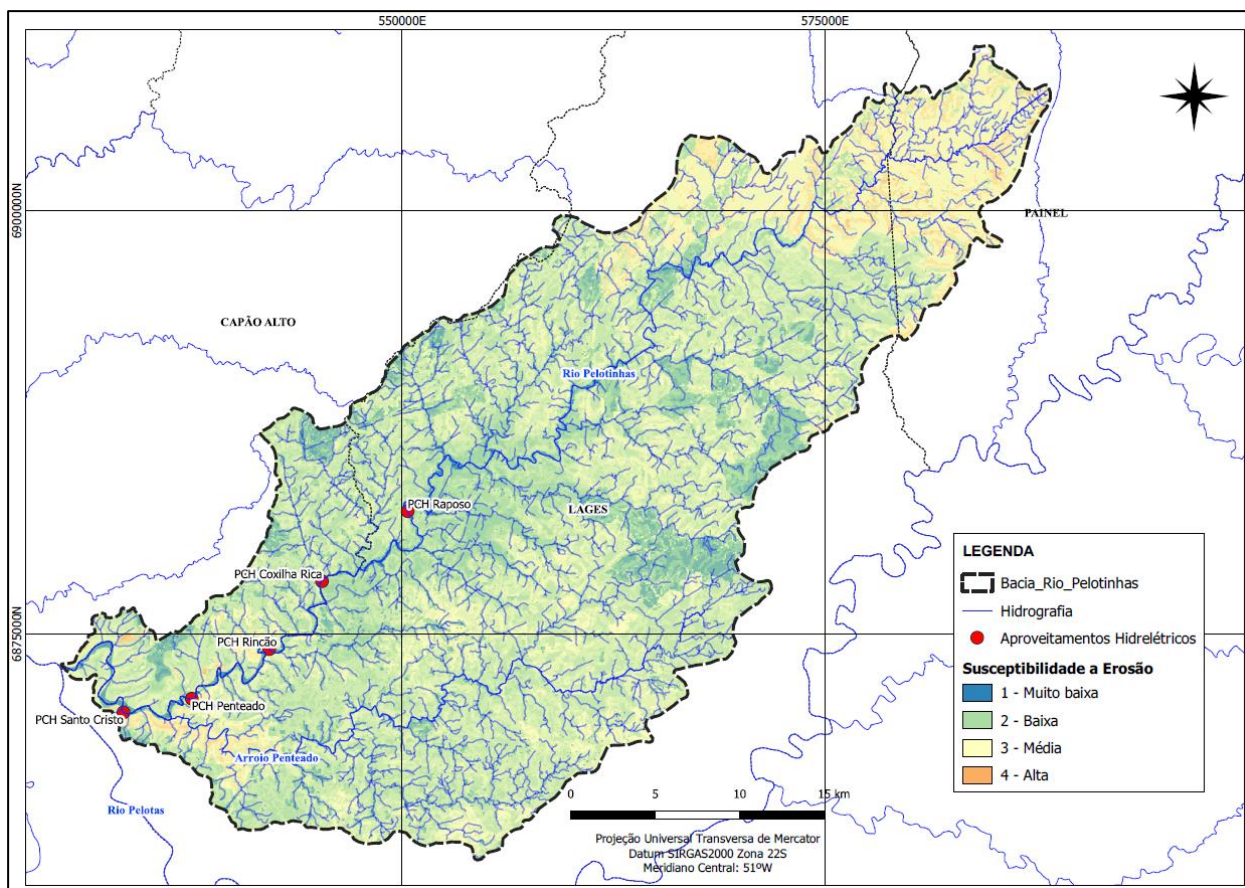 550000E
575000E
6900000N
PAINEL
CAPÃO ALTO
Rio Pelotinhas
PCH Raposo
LAGES
PCH Coxilha Rica
6875000N
PCH Rincão
PCH Penteado
PCH Santo Cristo
Arroio Penteado
Rio Pelotas
LEGENDA
Bacia_Rio_Pelotinhas
Hidrografia
Aproveitamentos Hidrelétricos
Susceptibilidade a Erosão
1 - Muito baixa
2 - Baixa
3 - Média
4 - Alta
0 5 10 15 km
Projeção Universal Transversa de Mercator
Datum SIRGAS2000 Zona 22S
Meridiano Central: 51ºW